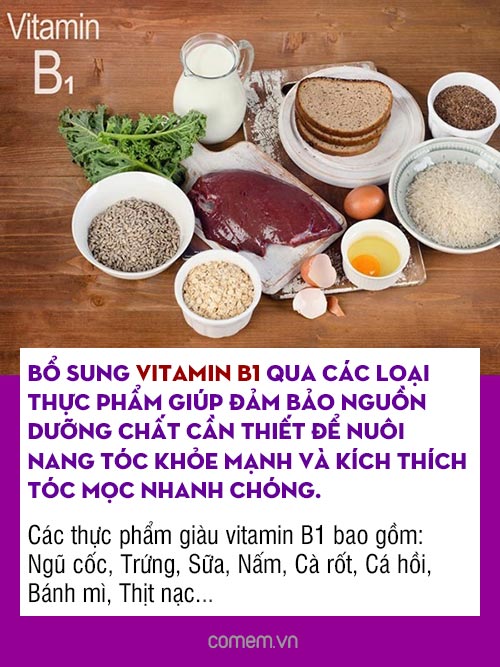 Vitamin
B1
BỔ SUNG VITAMIN B1 QUA CÁC LOẠI
THỰC PHẨM GIÚP ĐẢM BẢO NGUỒN
DƯỠNG CHẤT CẦN THIẾT ĐỂ NUÔI
NANG TÓC KHỎE MẠNH VÀ KÍCH THÍCH
TÓC MỌC NHANH CHÓNG.
Các thực phẩm giàu vitamin B1 bao gồm:
Ngũ cốc, Trứng, Sữa, Nấm, Cà rốt, Cá hồi,
Bánh mì, Thịt nạc...
comem.vn